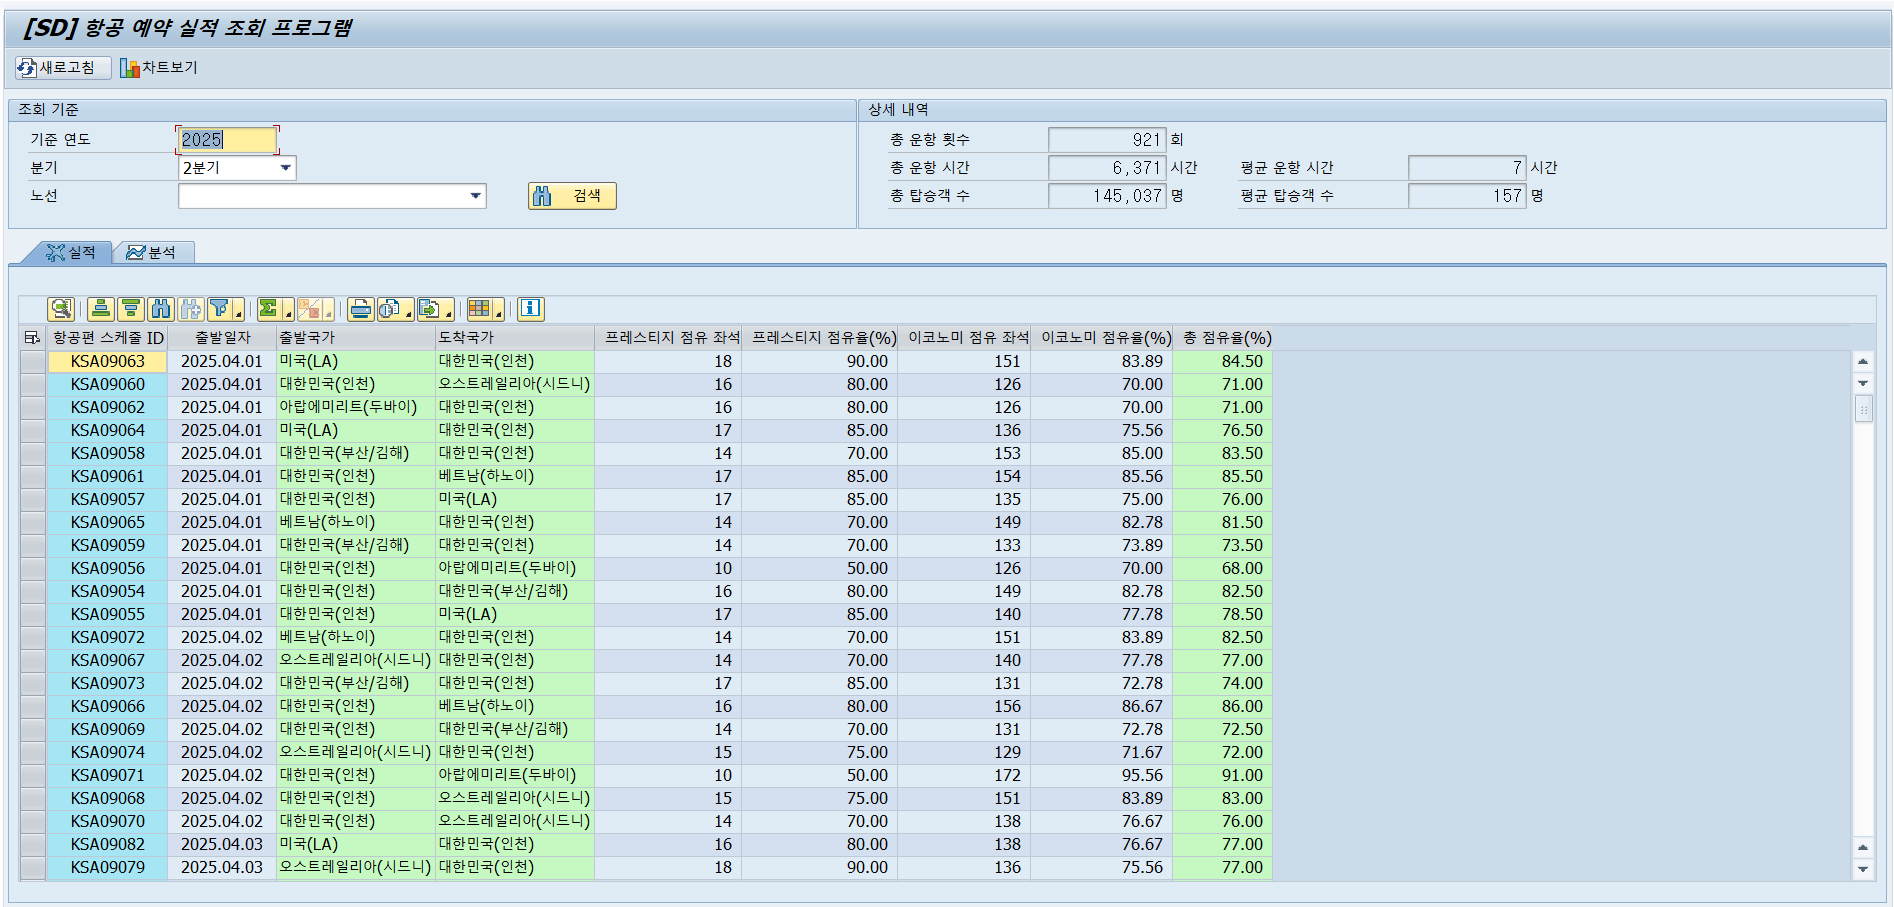 [SD] 항공 예약 실적 조회 프로그램
새로고침 차트보기
조회 기준
기준 연도 2025
분기 2분기
노선 검색
상세 내역
총 운항 횟수 921 회
총 운항 시간 6,371 시간 평균 운항 시간 7 시간
총 탑승객 수 145,037 명 평균 탑승객 수 157 명
실적 분석
항공편 스케줄 ID 출발일자 출발국가 도착국가 프레스티지 점유 좌석 프레스티지 점유율(%) 이코노미 점유 좌석 이코노미 점유율(%) 총 점유율(%)
KSA09063 2025.04.01 미국(LA) 대한민국(인천) 18 90.00 151 83.89 84.50
KSA09060 2025.04.01 대한민국(인천) 오스트레일리아(시드니) 16 80.00 126 70.00 71.00
KSA09062 2025.04.01 아랍에미리트(두바이) 대한민국(인천) 16 80.00 126 70.00 71.00
KSA09064 2025.04.01 미국(LA) 대한민국(인천) 17 85.00 136 75.56 76.50
KSA09058 2025.04.01 대한민국(부산/김해) 대한민국(인천) 14 70.00 153 85.00 83.50
KSA09061 2025.04.01 대한민국(인천) 베트남(하노이) 17 85.00 154 85.56 85.50
KSA09057 2025.04.01 대한민국(인천) 미국(LA) 17 85.00 135 75.00 76.00
KSA09065 2025.04.01 베트남(하노이) 대한민국(인천) 14 70.00 149 82.78 81.50
KSA09059 2025.04.01 대한민국(부산/김해) 대한민국(인천) 14 70.00 133 73.89 73.50
KSA09056 2025.04.01 대한민국(인천) 아랍에미리트(두바이) 10 50.00 126 70.00 68.00
KSA09054 2025.04.01 대한민국(인천) 대한민국(부산/김해) 16 80.00 149 82.78 82.50
KSA09055 2025.04.01 대한민국(인천) 미국(LA) 17 85.00 140 77.78 78.50
KSA09072 2025.04.02 베트남(하노이) 대한민국(인천) 14 70.00 151 83.89 82.50
KSA09067 2025.04.02 오스트레일리아(시드니) 대한민국(인천) 14 70.00 140 77.78 77.00
KSA09073 2025.04.02 대한민국(부산/김해) 대한민국(인천) 17 85.00 131 72.78 74.00
KSA09066 2025.04.02 대한민국(인천) 베트남(하노이) 16 80.00 156 86.67 86.00
KSA09069 2025.04.02 대한민국(인천) 대한민국(부산/김해) 14 70.00 131 72.78 72.50
KSA09074 2025.04.02 오스트레일리아(시드니) 대한민국(인천) 15 75.00 129 71.67 72.00
KSA09071 2025.04.02 대한민국(인천) 아랍에미리트(두바이) 10 50.00 172 95.56 91.00
KSA09068 2025.04.02 대한민국(인천) 오스트레일리아(시드니) 15 75.00 151 83.89 83.00
KSA09070 2025.04.02 대한민국(인천) 오스트레일리아(시드니) 14 70.00 138 76.67 76.00
KSA09082 2025.04.03 미국(LA) 대한민국(인천) 16 80.00 138 76.67 77.00
KSA09079 2025.04.03 오스트레일리아(시드니) 대한민국(인천) 18 90.00 136 75.56 77.00